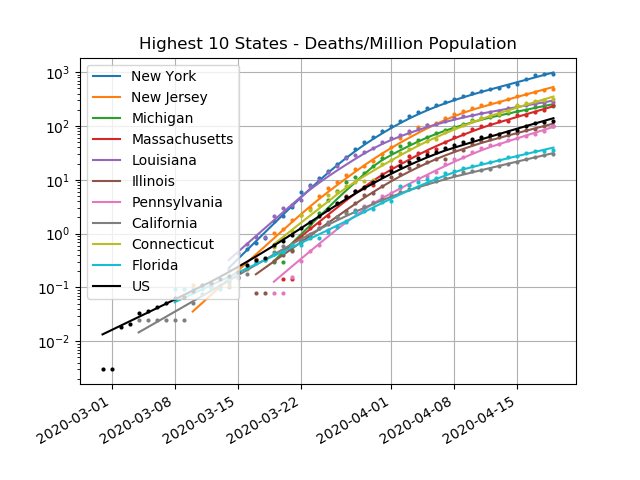 Highest 10 States - Deaths/Million Population
10³
10²
10¹
10⁰
10⁻¹
10⁻²
New York
New Jersey
Michigan
Massachusetts
Louisiana
Illinois
Pennsylvania
California
Connecticut
Florida
US
2020-03-01
2020-03-08
2020-03-15
2020-03-22
2020-04-01
2020-04-08
2020-04-15